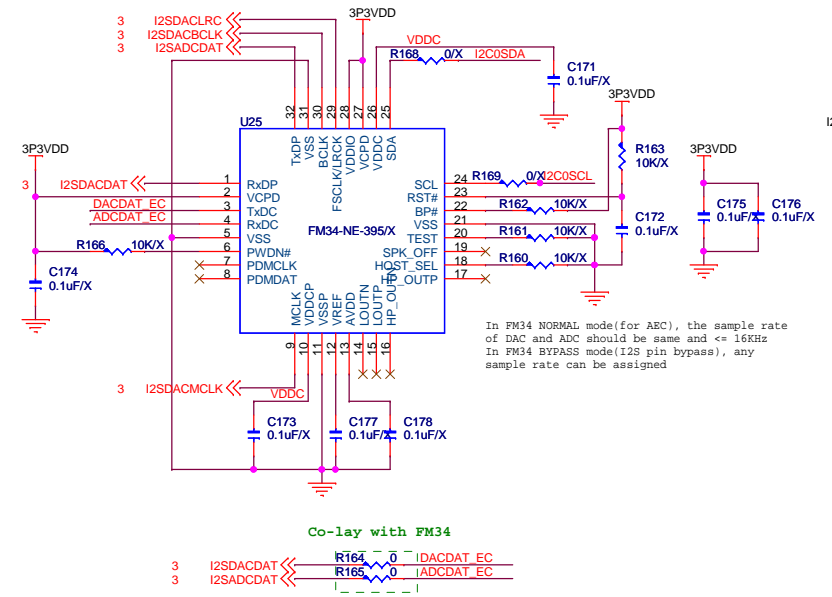 3 I2SDACLRC
3 I2SDACBCLK
3 I2SADCDAT
3P3VDD
VDDC
R168 0/X I2C0SDA
C171
0.1uF/X
3P3VDD
R163
10K/X
3P3VDD
C175
0.1uF/X
C176
0.1uF/X
I2
U25
32 31 30 29 28 27 26 25
TxDP VSS BCLK FSCLK/LRCK VDDIO VCPD VDDC SDA
3P3VDD
3 I2SDACDAT
1 RxDP
2 VCPD
DACDAT_EC 3 TxDC
ADCDAT_EC 4 RxDC
5 VSS
R166 10K/X 6 PWDN#
7 PDMCLK
8 PDMDAT
FM34-NE-395/X
SCL 24 R169 0/X I2C0SCL
RST# 23
BP# 22 R162 10K/X
VSS 21
TEST 20 R161 10K/X
SPK_OFF 19
HOST_SEL 18 R160 10K/X
HP_OUTP 17
C172
0.1uF/X
C174
0.1uF/X
MCLK VDDCP VSSP VREF AVDD LOUTN LOUTP HP_OUTN
9 10 11 12 13 14 15 16
In FM34 NORMAL mode(for AEC), the sample rate
of DAC and ADC should be same and <= 16KHz
In FM34 BYPASS mode(I2S pin bypass), any
sample rate can be assigned
3 I2SDACMCLK
VDDC
C173
0.1uF/X
C177
0.1uF/X
C178
0.1uF/X
Co-lay with FM34
3 I2SDACDAT R164 0 DACDAT_EC
3 I2SADCDAT R165 0 ADCDAT_EC